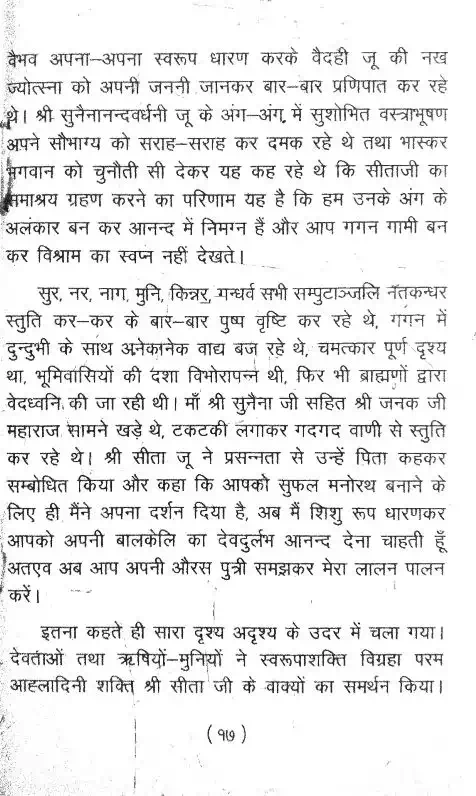 वैभव अपना–अपना स्वरूप धारण करके वैदही जू की नख
ज्योत्स्ना को अपनी जननी जानकर बार–बार प्रणिपात कर रहे
थे। श्री सुनैनानन्दवर्धनी जू के अंग–अंग में सुशोभित वस्त्राभूषण
अपने सौभाग्य को सराह–सराह कर दमक रहे थे तथा भास्कर
भगवान को चुनौती सी देकर यह कह रहे थे कि सीताजी का
समाश्रय ग्रहण करने का परिणाम यह है कि हम उनके अंग के
अलंकार बन कर आनन्द में निमग्न हैं और आप गगन गामी बन
कर विश्राम का स्वप्न नहीं देखते।
सुर, नर, नाग, मुनि, किन्नर, गन्धर्व सभी सम्पुटाञ्जलि नतकन्धर
स्तुति कर–कर के बार–बार पुष्प वृष्टि कर रहे थे, गगन में
दुन्दुभी के साथ अनेकानेक वाद्य बज रहे थे, चमत्कार पूर्ण दृश्य
था, भूमिवासियों की दशा विभोरापन्न थी, फिर भी ब्राह्मणों द्वारा
वेदध्वनि की जा रही थी। माँ श्री सुनैना जी सहित श्री जनक जी
महाराज सामने खड़े थे, टकटकी लगाकर गदगद वाणी से स्तुति
कर रहे थे। श्री सीता जू ने प्रसन्नता से उन्हें पिता कहकर
सम्बोधित किया और कहा कि आपको सुफल मनोरथ बनाने के
लिए ही मैंने अपना दर्शन दिया है, अब मैं शिशु रूप धारणकर
आपको अपनी बालकेलि का देवदुर्लभ आनन्द देना चाहती हूँ
अतएव अब आप अपनी औरस पुत्री समझकर मेरा लालन पालन
करें।
इतना कहते ही सारा दृश्य अदृश्य के उदर में चला गया।
देवताओं तथा ऋषियों–मुनियों ने स्वरूपाशक्ति विग्रहा परम
आह्लादिनी शक्ति श्री सीता जी के वाक्यों का समर्थन किया।
(१७)